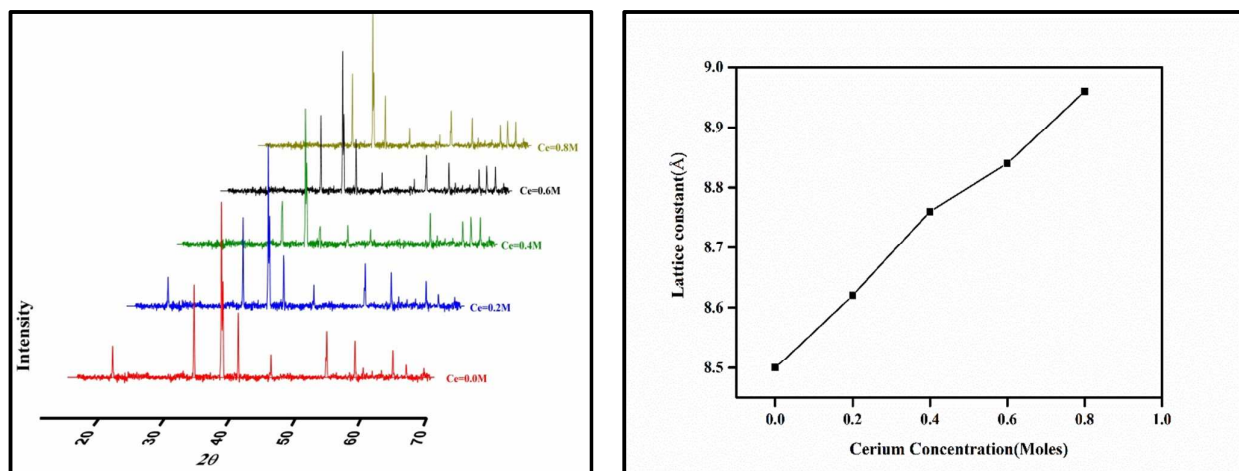 Ce=0.8M
Ce=0.6M
Ce=0.4M
Ce=0.2M
Ce=0.0M
Intensity
20 30 40 50 60 70
2θ
9.0
8.9
8.8
8.7
8.6
8.5
Lattice constant(Å)
0.0 0.2 0.4 0.6 0.8 1.0
Cerium Concentration(Moles)